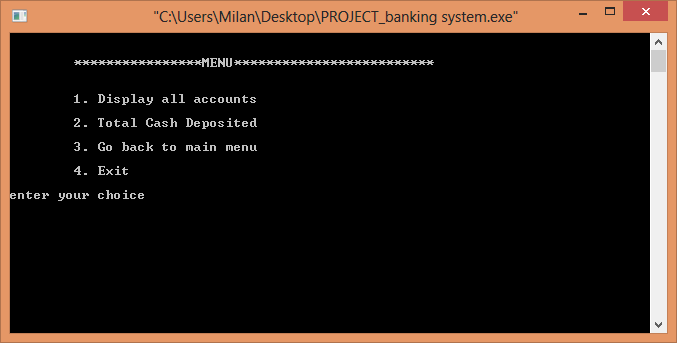 "C:\Users\Milan\Desktop\PROJECT_banking system.exe"
****************MENU*************************
1. Display all accounts
2. Total Cash Deposited
3. Go back to main menu
4. Exit
enter your choice